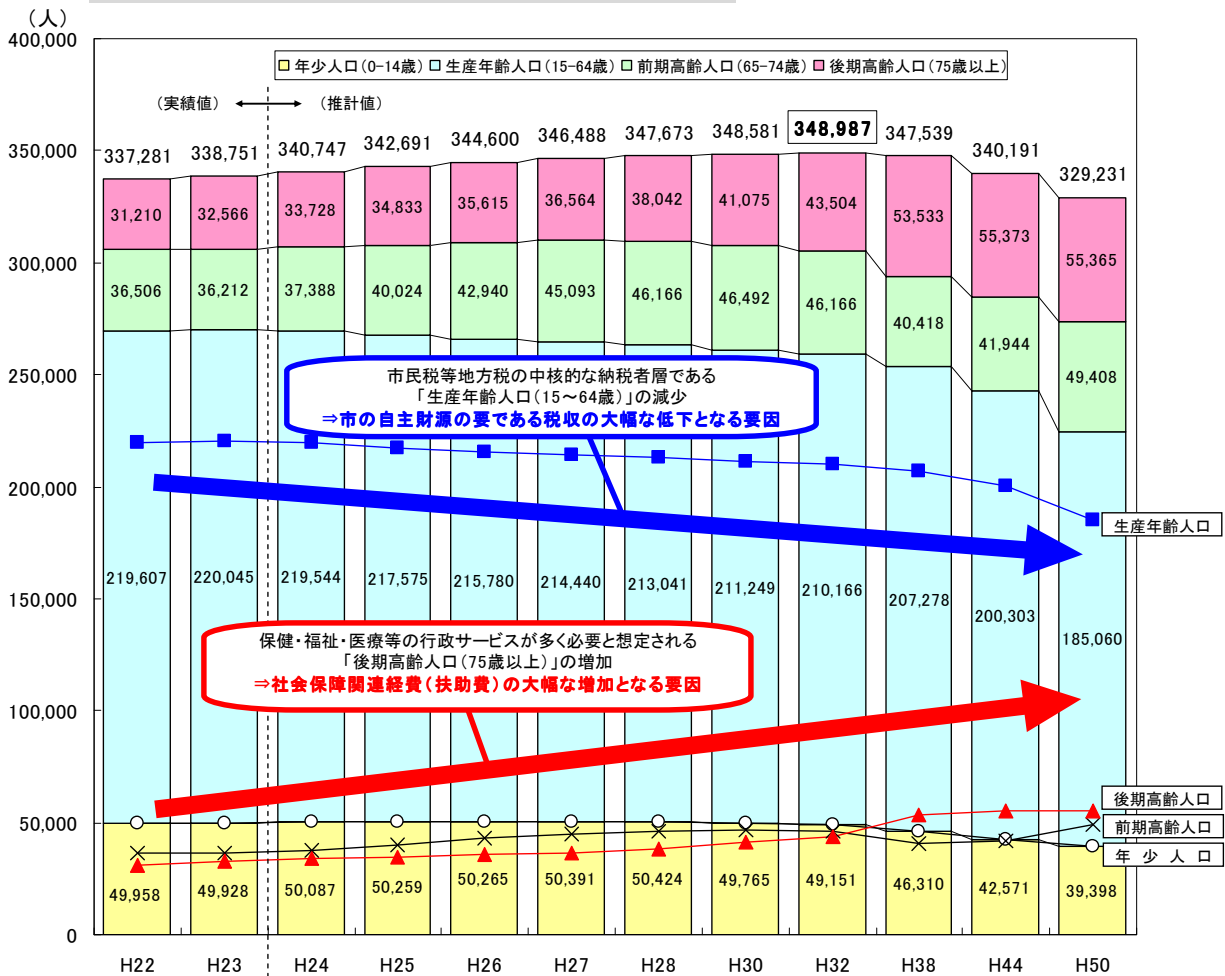 （人）
400,000
350,000
300,000
250,000
200,000
150,000
100,000
50,000
0
年少人口（0-14歳） 生産年齢人口（15-64歳） 前期高齢人口（65-74歳） 後期高齢人口（75歳以上）
（実績値） （推計値）
337,281 338,751 340,747 342,691 344,600 346,488 347,673 348,581 348,987 347,539 340,191 329,231
31,210 32,566 33,728 34,833 35,615 36,564 38,042 41,075 43,504 53,533 55,373 55,365
36,506 36,212 37,388 40,024 42,940 45,093 46,166 46,492 46,166 40,418 41,944 49,408
市民税等地方税の中核的な納税者層である
「生産年齢人口（15～64歳）」の減少
⇒市の自主財源の要である税収の大幅な低下となる要因
生産年齢人口
219,607 220,045 219,544 217,575 215,780 214,440 213,041 211,249 210,166 207,278 200,303 185,060
保健・福祉・医療等の行政サービスが多く必要と想定される
「後期高齢人口（75歳以上）」の増加
⇒社会保障関連経費（扶助費）の大幅な増加となる要因
後期高齢人口
前期高齢人口
年 少 人 口
49,958 49,928 50,087 50,259 50,265 50,391 50,424 49,765 49,151 46,310 42,571 39,398
H22 H23 H24 H25 H26 H27 H28 H30 H32 H38 H44 H50